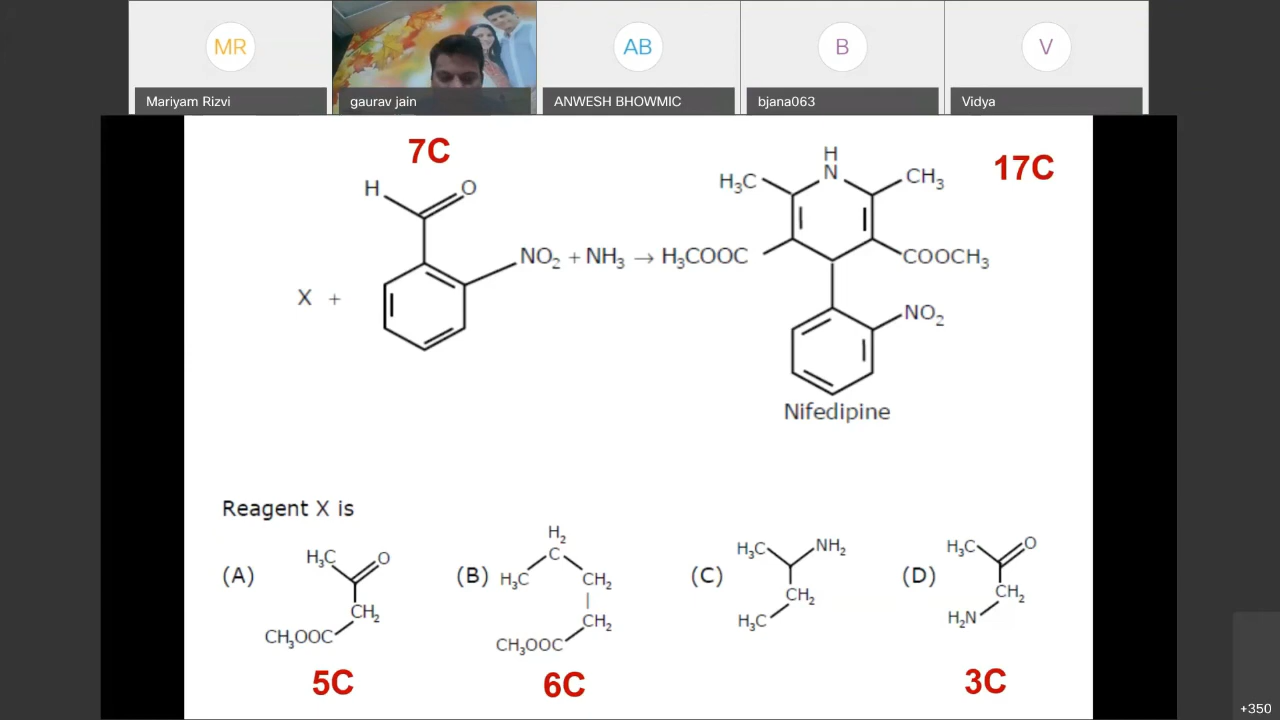 MR
AB
B
V
Mariyam Rizvi
gaurav jain
ANWESH BHOWMIC
bjana063
Vidya
7C
17C
H
O
H
N
H₃C
CH₃
X +
NO₂ + NH₃ → H₃COOC
COOCH₃
NO₂
Nifedipine
Reagent X is
(A)
H₃C
O
CH₂
CH₃OOC
5C
(B)
H₂
C
H₃C
CH₂
CH₂
CH₃OOC
6C
(C)
H₃C
NH₂
CH₂
H₃C
(D)
H₃C
O
CH₂
H₂N
3C
+350